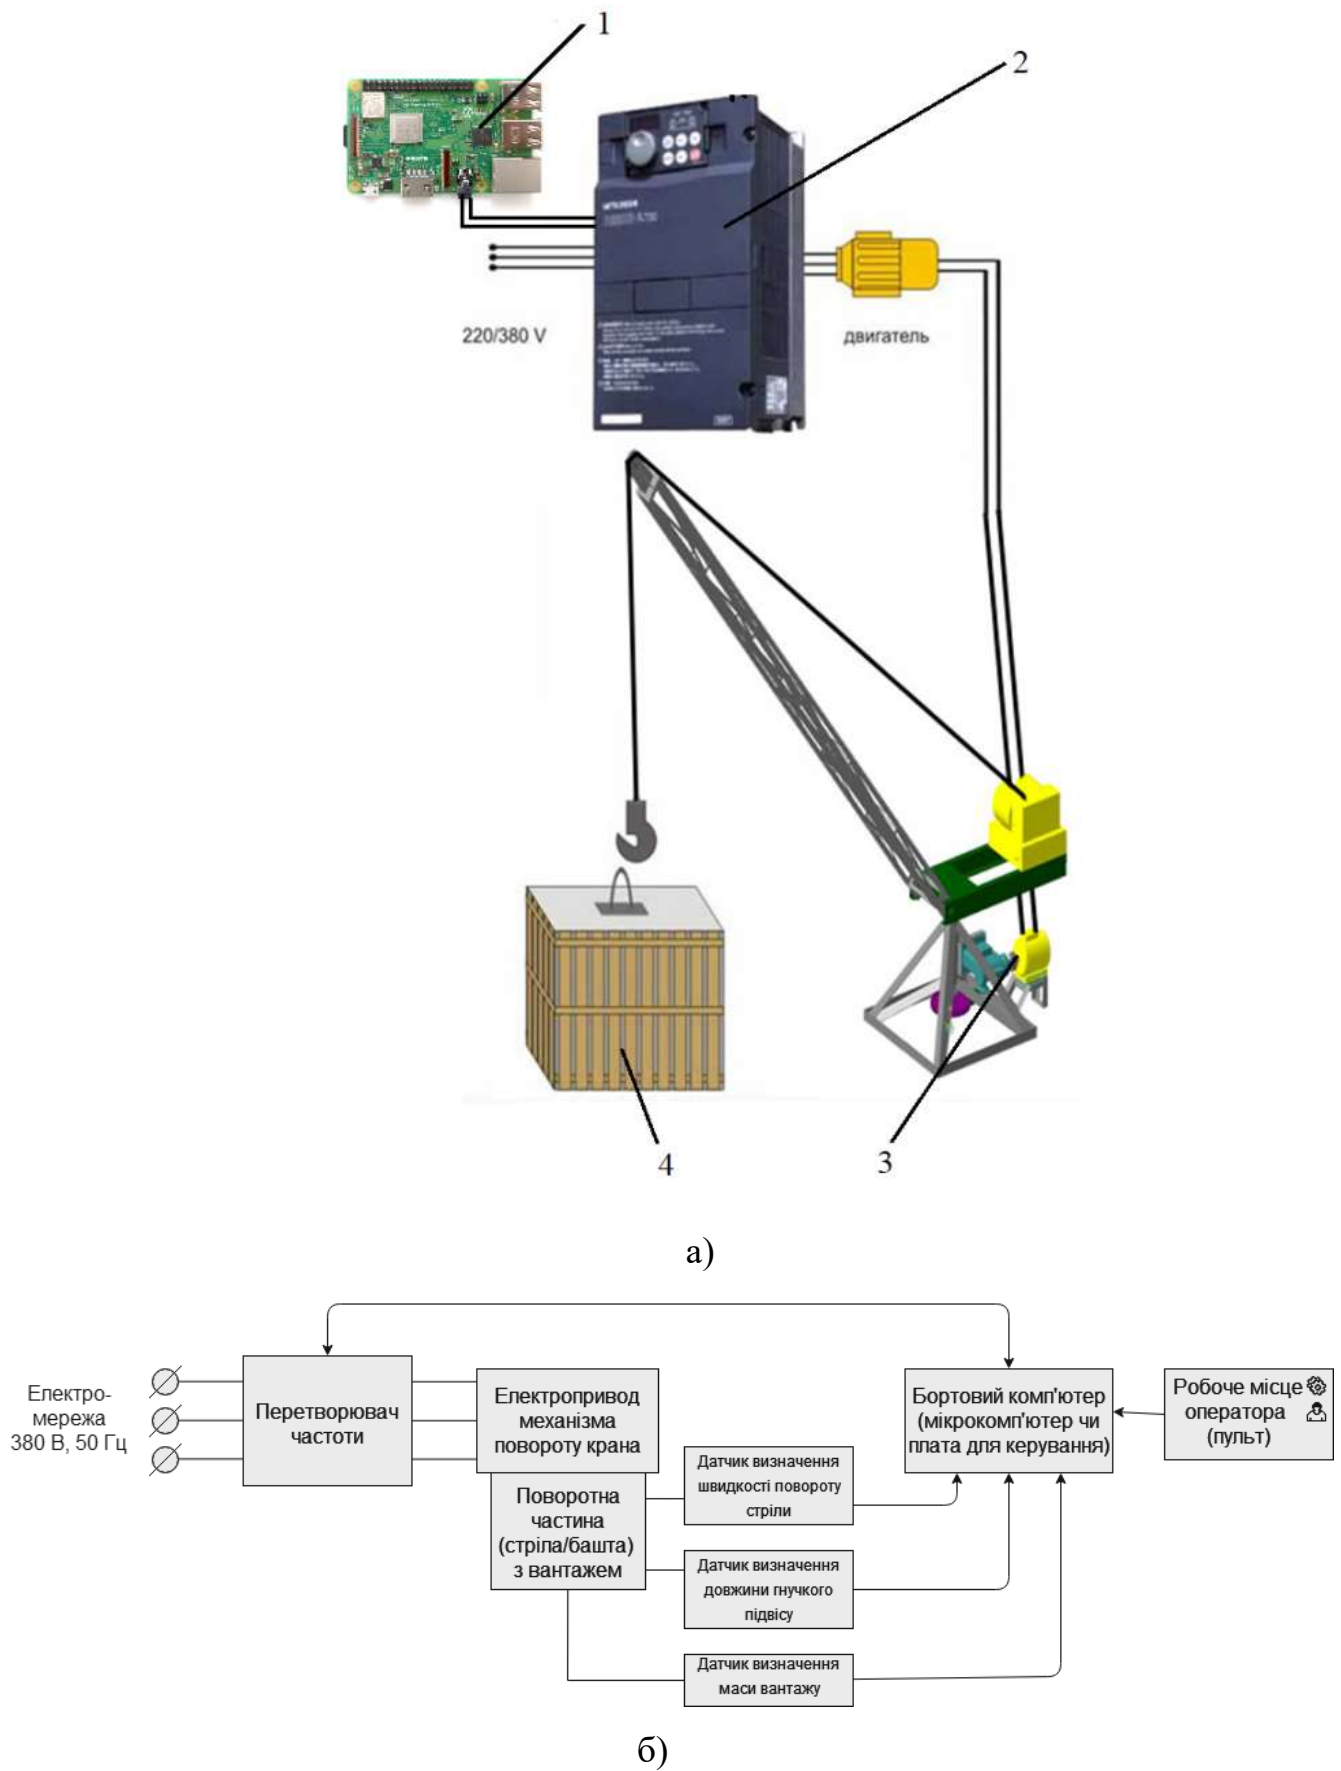 1
2
220/380 V
двигатель
4
3
а)
Електро-
мережа
380 В, 50 Гц
Перетворювач
частоти
Електропривод
механізма
повороту крана
Поворотна
частина
(стріла/башта)
з вантажем
Датчик визначення
швидкості повороту
стріли
Датчик визначення
довжини гнучкого
підвісу
Датчик визначення
маси вантажу
Бортовий комп'ютер
(мікрокомп'ютер чи
плата для керування)
Робоче місце
оператора
(пульт)
б)